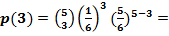 p(3) = (5 3) (1/6)^3 (5/6)^{5−3} =